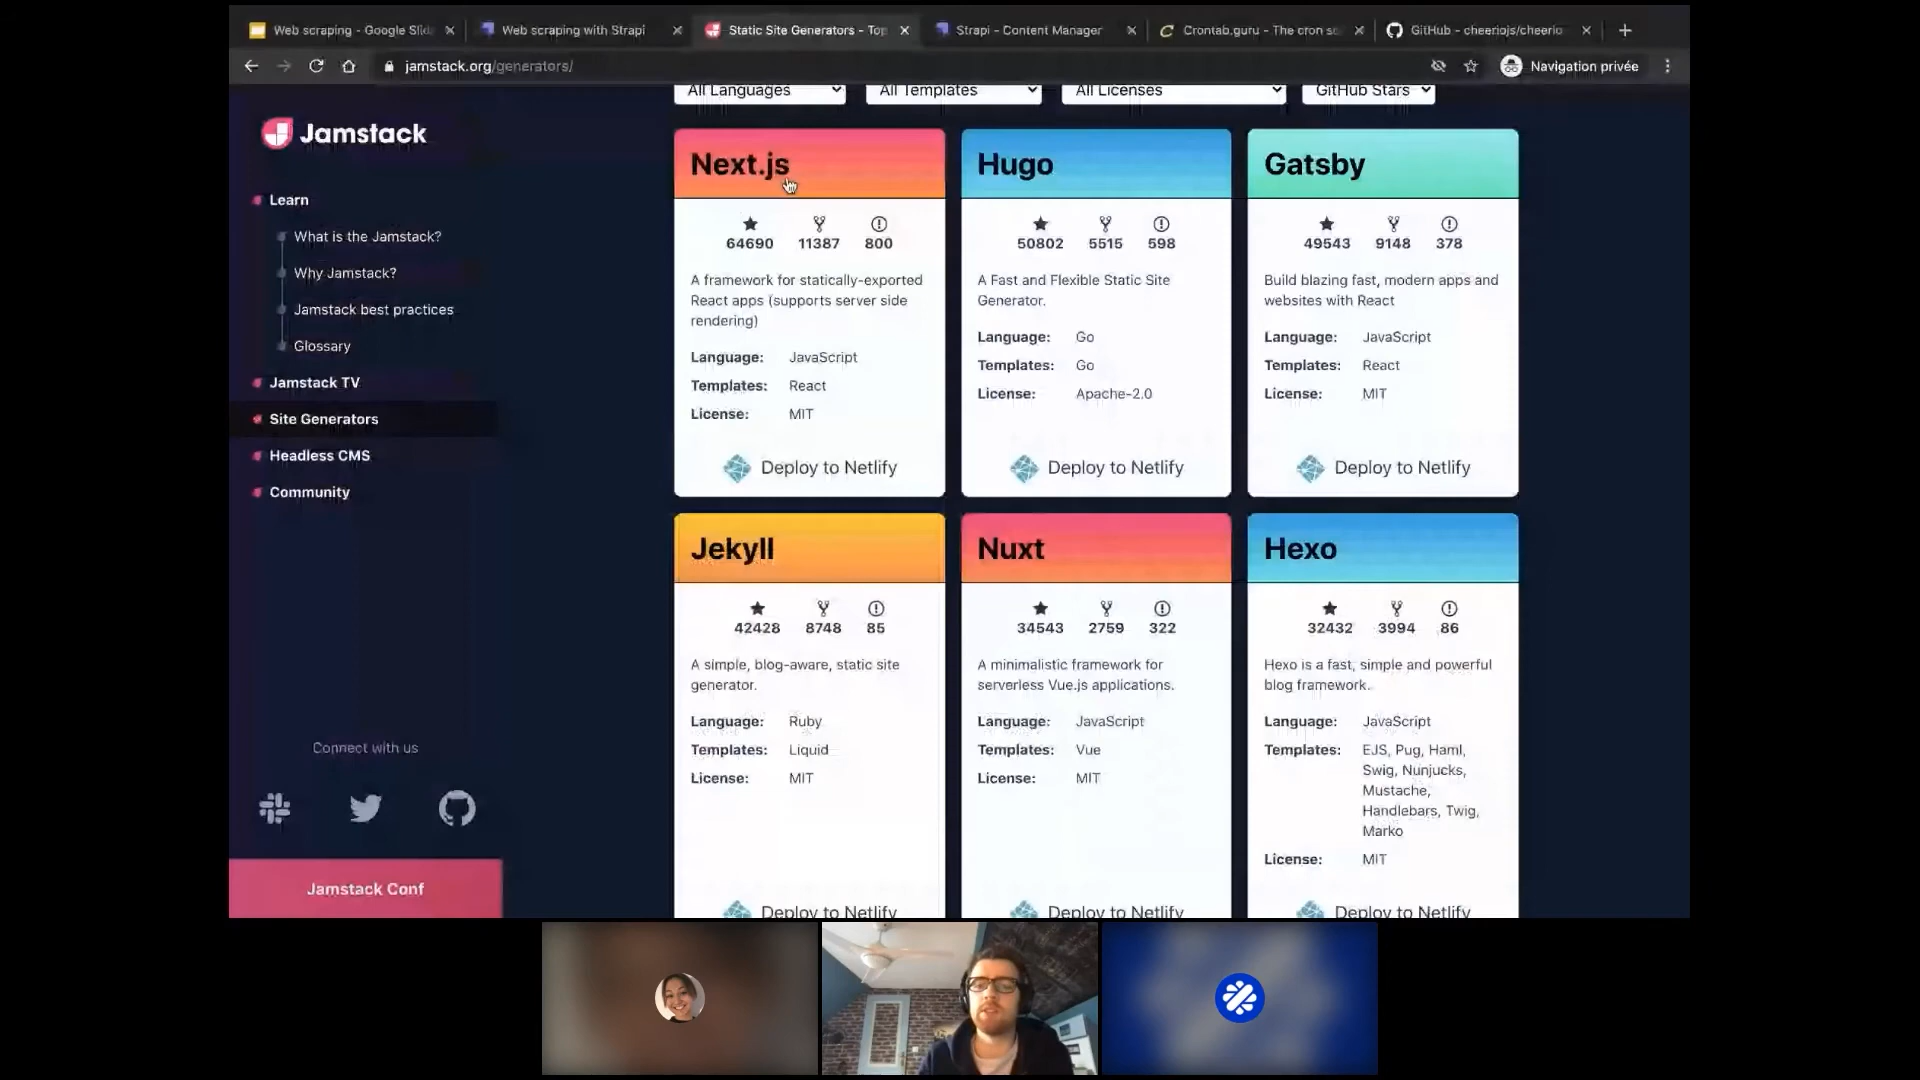 Web scraping - Google Slid
Web scraping with Strapi
Static Site Generators - Top
Strapi - Content Manager
Crontab.guru - The cron sc
GitHub - cheeriojs/cheerio
jamstack.org/generators/
Navigation privée
All Languages
All Templates
All Licenses
GitHub Stars
Jamstack
Learn
What is the Jamstack?
Why Jamstack?
Jamstack best practices
Glossary
Jamstack TV
Site Generators
Headless CMS
Community
Connect with us
Jamstack Conf
Next.js
64690 11387 800
A framework for statically-exported
React apps (supports server side
rendering)
Language: JavaScript
Templates: React
License: MIT
Deploy to Netlify
Hugo
50802 5515 598
A Fast and Flexible Static Site
Generator.
Language: Go
Templates: Go
License: Apache-2.0
Deploy to Netlify
Gatsby
49543 9148 378
Build blazing fast, modern apps and
websites with React
Language: JavaScript
Templates: React
License: MIT
Deploy to Netlify
Jekyll
42428 8748 85
A simple, blog-aware, static site
generator.
Language: Ruby
Templates: Liquid
License: MIT
Deploy to Netlify
Nuxt
34543 2759 322
A minimalistic framework for
serverless Vue.js applications.
Language: JavaScript
Templates: Vue
License: MIT
Deploy to Netlify
Hexo
32432 3994 86
Hexo is a fast, simple and powerful
blog framework.
Language: JavaScript
Templates: EJS, Pug, Haml,
Swig, Nunjucks,
Mustache,
Handlebars, Twig,
Marko
License: MIT
Deploy to Netlify